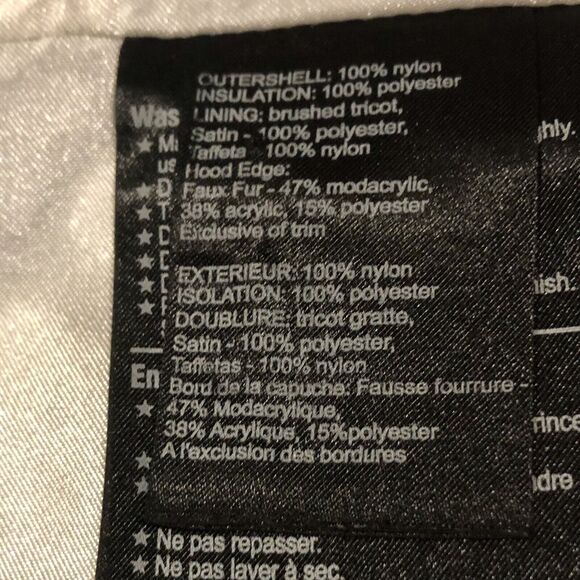 OUTERSHELL: 100% nylon
INSULATION: 100% polyester
LINING: brushed tricot,
Satin - 100% polyester,
Taffeta - 100% nylon
Hood Edge:
Faux Fur - 47% modacrylic,
38% acrylic, 15% polyester
Exclusive of trim
EXTERIEUR: 100% nylon
ISOLATION: 100% polyester
DOUBLURE: tricot gratte,
Satin - 100% polyester,
Taffetas - 100% nylon
Bord de la capuche: Fausse fourrure -
47% Modacrylique,
38% Acrylique, 15%polyester
A l'exclusion des bordures
★ Ne pas repasser.
★ Ne pas laver à sec.